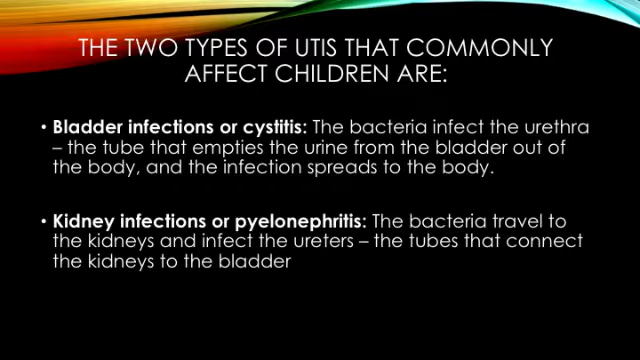 THE TWO TYPES OF UTIS THAT COMMONLY
AFFECT CHILDREN ARE:
• Bladder infections or cystitis: The bacteria infect the urethra
– the tube that empties the urine from the bladder out of
the body, and the infection spreads to the body.
• Kidney infections or pyelonephritis: The bacteria travel to
the kidneys and infect the ureters – the tubes that connect
the kidneys to the bladder